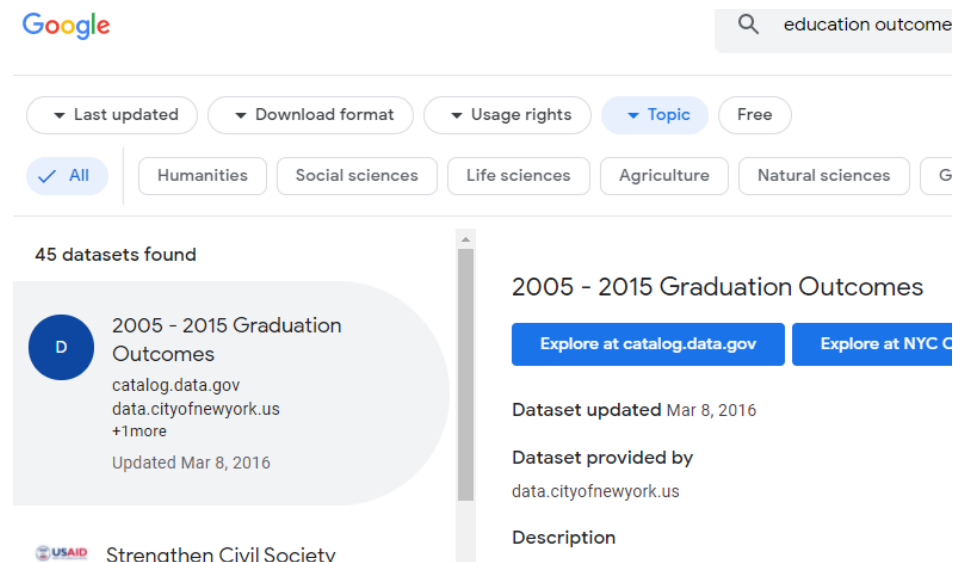 Google
education outcome
Last updated
Download format
Usage rights
Topic
Free
All
Humanities
Social sciences
Life sciences
Agriculture
Natural sciences
G
45 datasets found
D
2005 - 2015 Graduation
Outcomes
catalog.data.gov
data.cityofnewyork.us
+1more
Updated Mar 8, 2016
USAID
Strengthen Civil Society
2005 - 2015 Graduation Outcomes
Explore at catalog.data.gov
Explore at NYC
Dataset updated Mar 8, 2016
Dataset provided by
data.cityofnewyork.us
Description